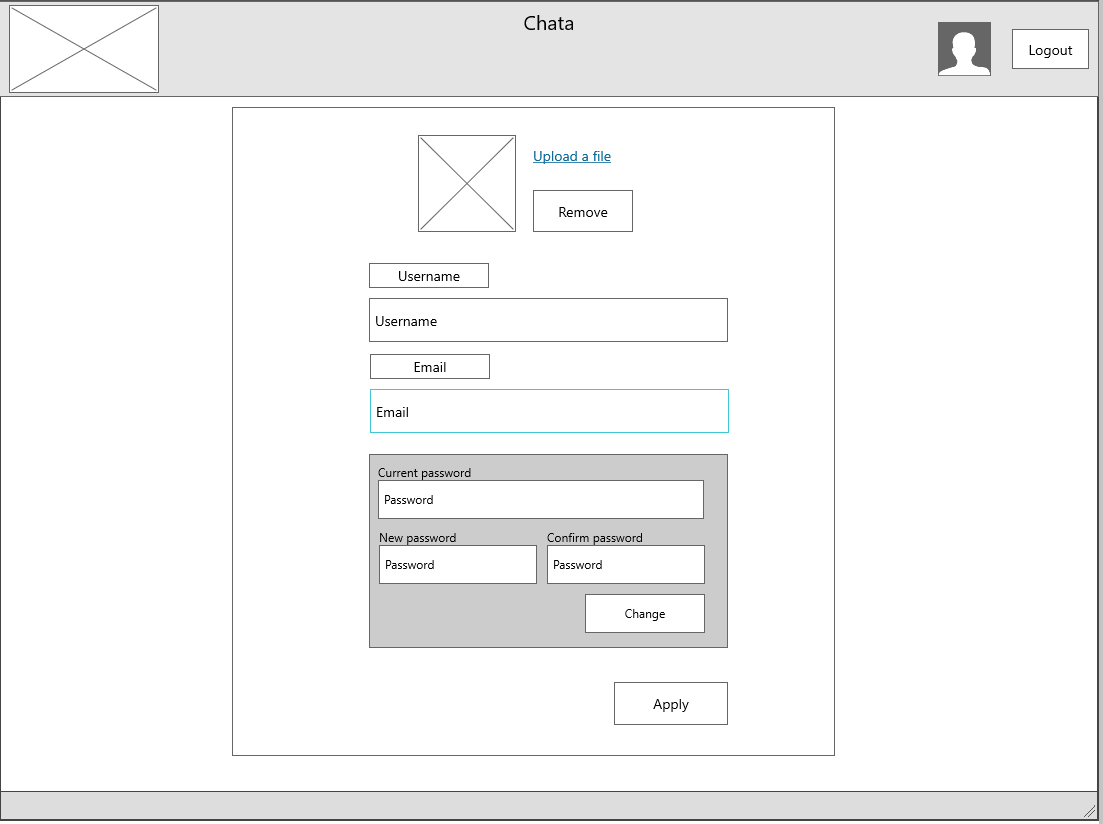 Chata
Logout
Upload a file
Remove
Username
Username
Email
Email
Current password
Password
New password
Confirm password
Password
Password
Change
Apply